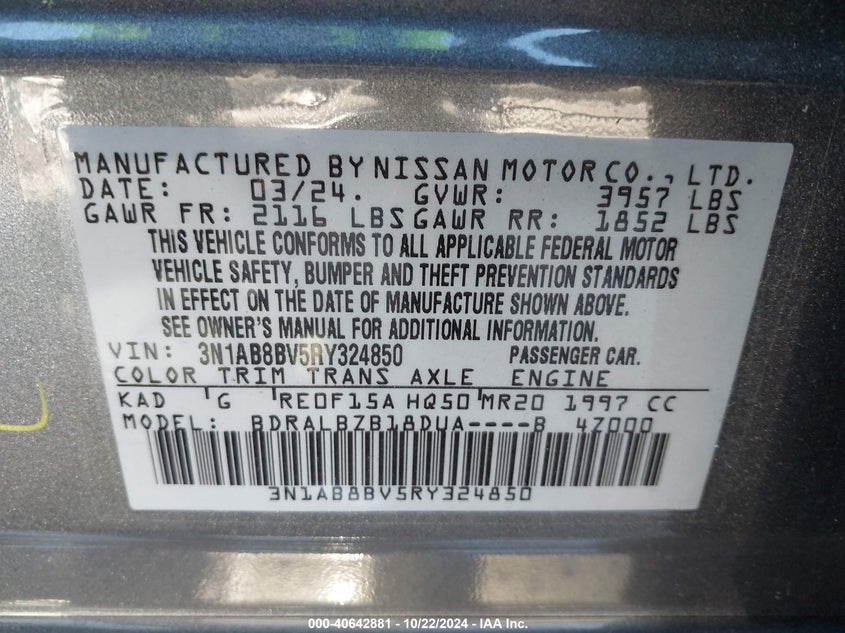 MANUFACTURED BY NISSAN MOTOR CO., LTD.
DATE: 03/24. GVWR: 3957 LBS
GAWR FR: 2116 LBS GAWR RR: 1852 LBS
THIS VEHICLE CONFORMS TO ALL APPLICABLE FEDERAL MOTOR
VEHICLE SAFETY, BUMPER AND THEFT PREVENTION STANDARDS
IN EFFECT ON THE DATE OF MANUFACTURE SHOWN ABOVE.
SEE OWNER'S MANUAL FOR ADDITIONAL INFORMATION.
VIN: 3N1AB8BV5RY324850 PASSENGER CAR.
COLOR TRIM TRANS AXLE ENGINE
KAD G RE0F15A HQ50 MR20 1997 CC
MODEL: BDRALBZB18DUA----B 4Z000
3N1AB8BV5RY324850
000-40642881 - 10/22/2024 - IAA Inc.